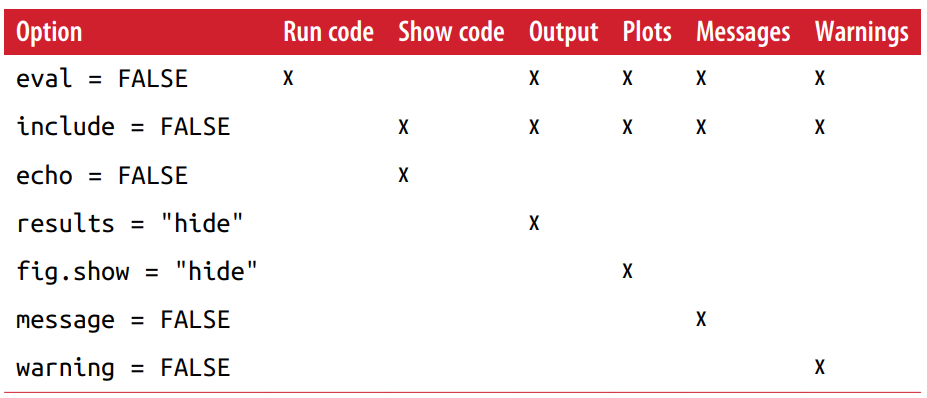 Option Run code Show code Output Plots Messages Warnings
eval = FALSE X X X X X
include = FALSE X X X X X
echo = FALSE X
results = "hide" X
fig.show = "hide" X
message = FALSE X
warning = FALSE X